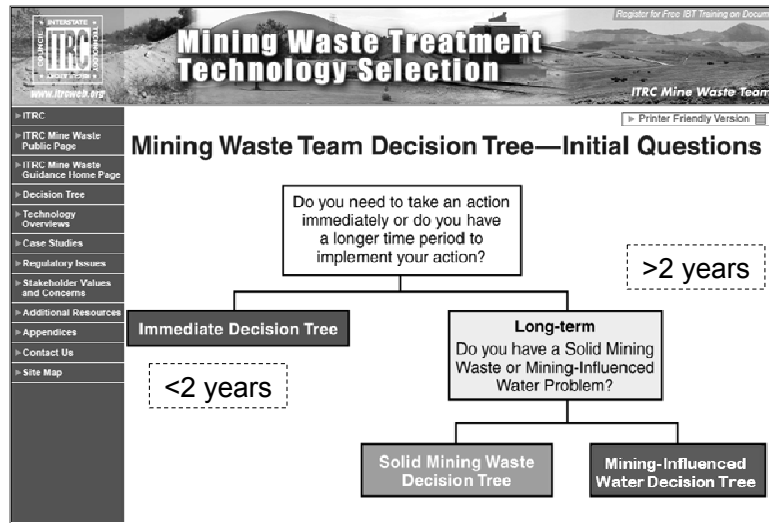 INTERSTATE
COUNCIL
ITRC
TECHNOLOGY
REGULATORY
www.itrcweb.org
Mining Waste Treatment
Technology Selection
Register for Free IBT Training on Docum
ITRC Mine Waste Team
Printer Friendly Version
ITRC
ITRC Mine Waste
Public Page
ITRC Mine Waste
Guidance Home Page
Decision Tree
Technology
Overviews
Case Studies
Regulatory Issues
Stakeholder Values
and Concerns
Additional Resources
Appendices
Contact Us
Site Map
Mining Waste Team Decision Tree—Initial Questions
Do you need to take an action
immediately or do you have
a longer time period to
implement your action?
>2 years
Immediate Decision Tree
Long-term
Do you have a Solid Mining
Waste or Mining-Influenced
Water Problem?
<2 years
Solid Mining Waste
Decision Tree
Mining-Influenced
Water Decision Tree